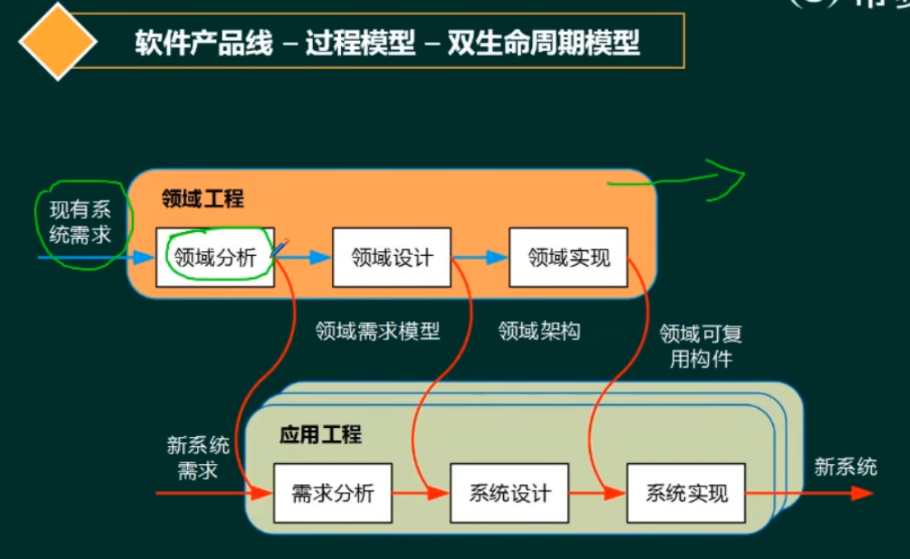 软件产品线 – 过程模型 – 双生命周期模型
现有系
统需求
领域工程
领域分析
领域设计
领域实现
领域需求模型
领域架构
领域可复
用构件
应用工程
新系统
需求
需求分析
系统设计
系统实现
新系统